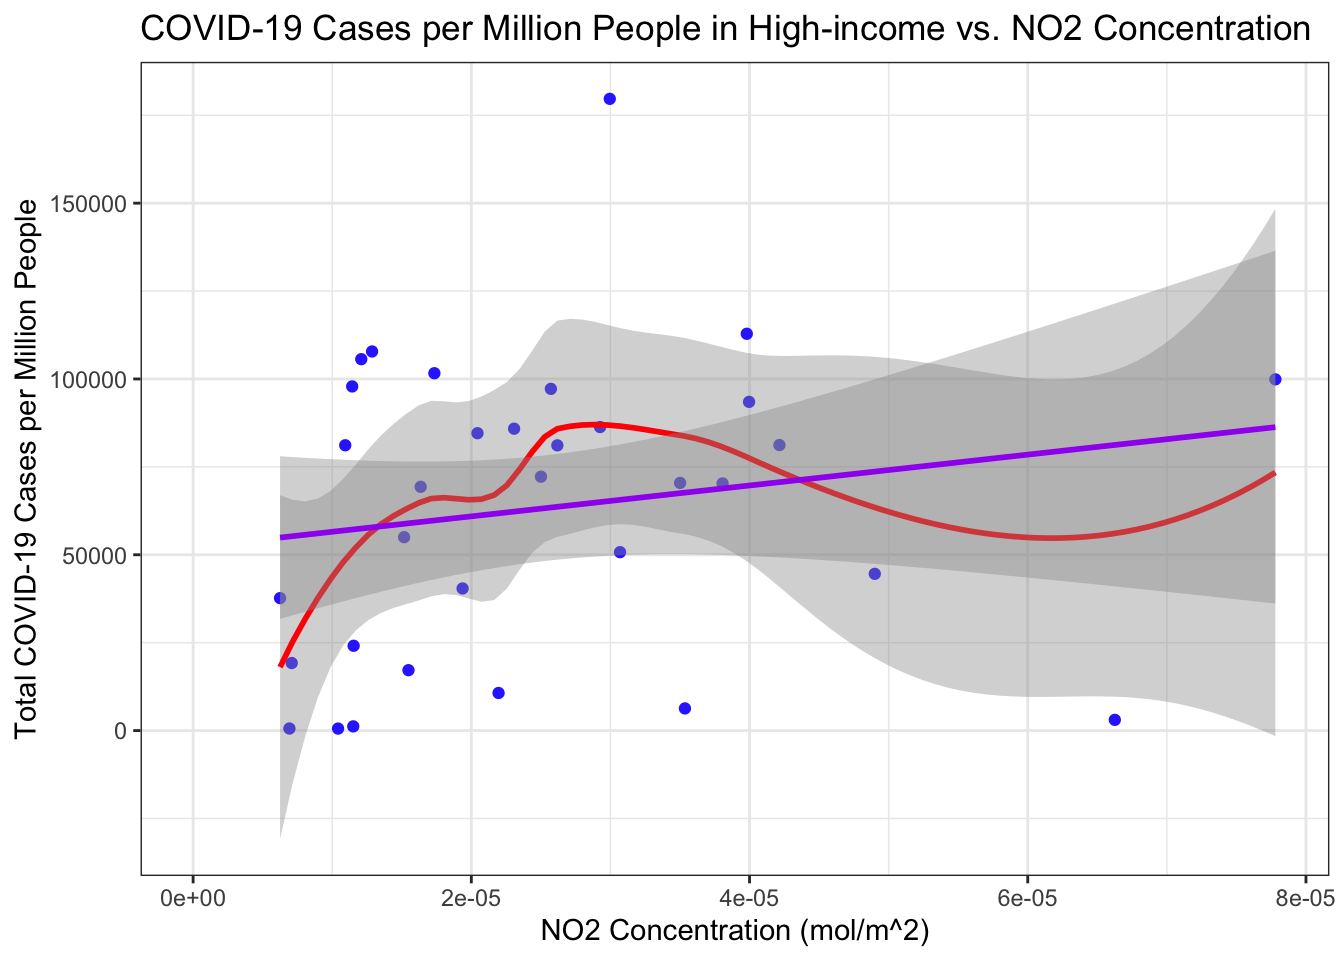 COVID-19 Cases per Million People in High-income vs. NO2 Concentration
Total COVID-19 Cases per Million People
150000
100000
50000
0
0e+00 2e-05 4e-05 6e-05 8e-05
NO2 Concentration (mol/m^2)